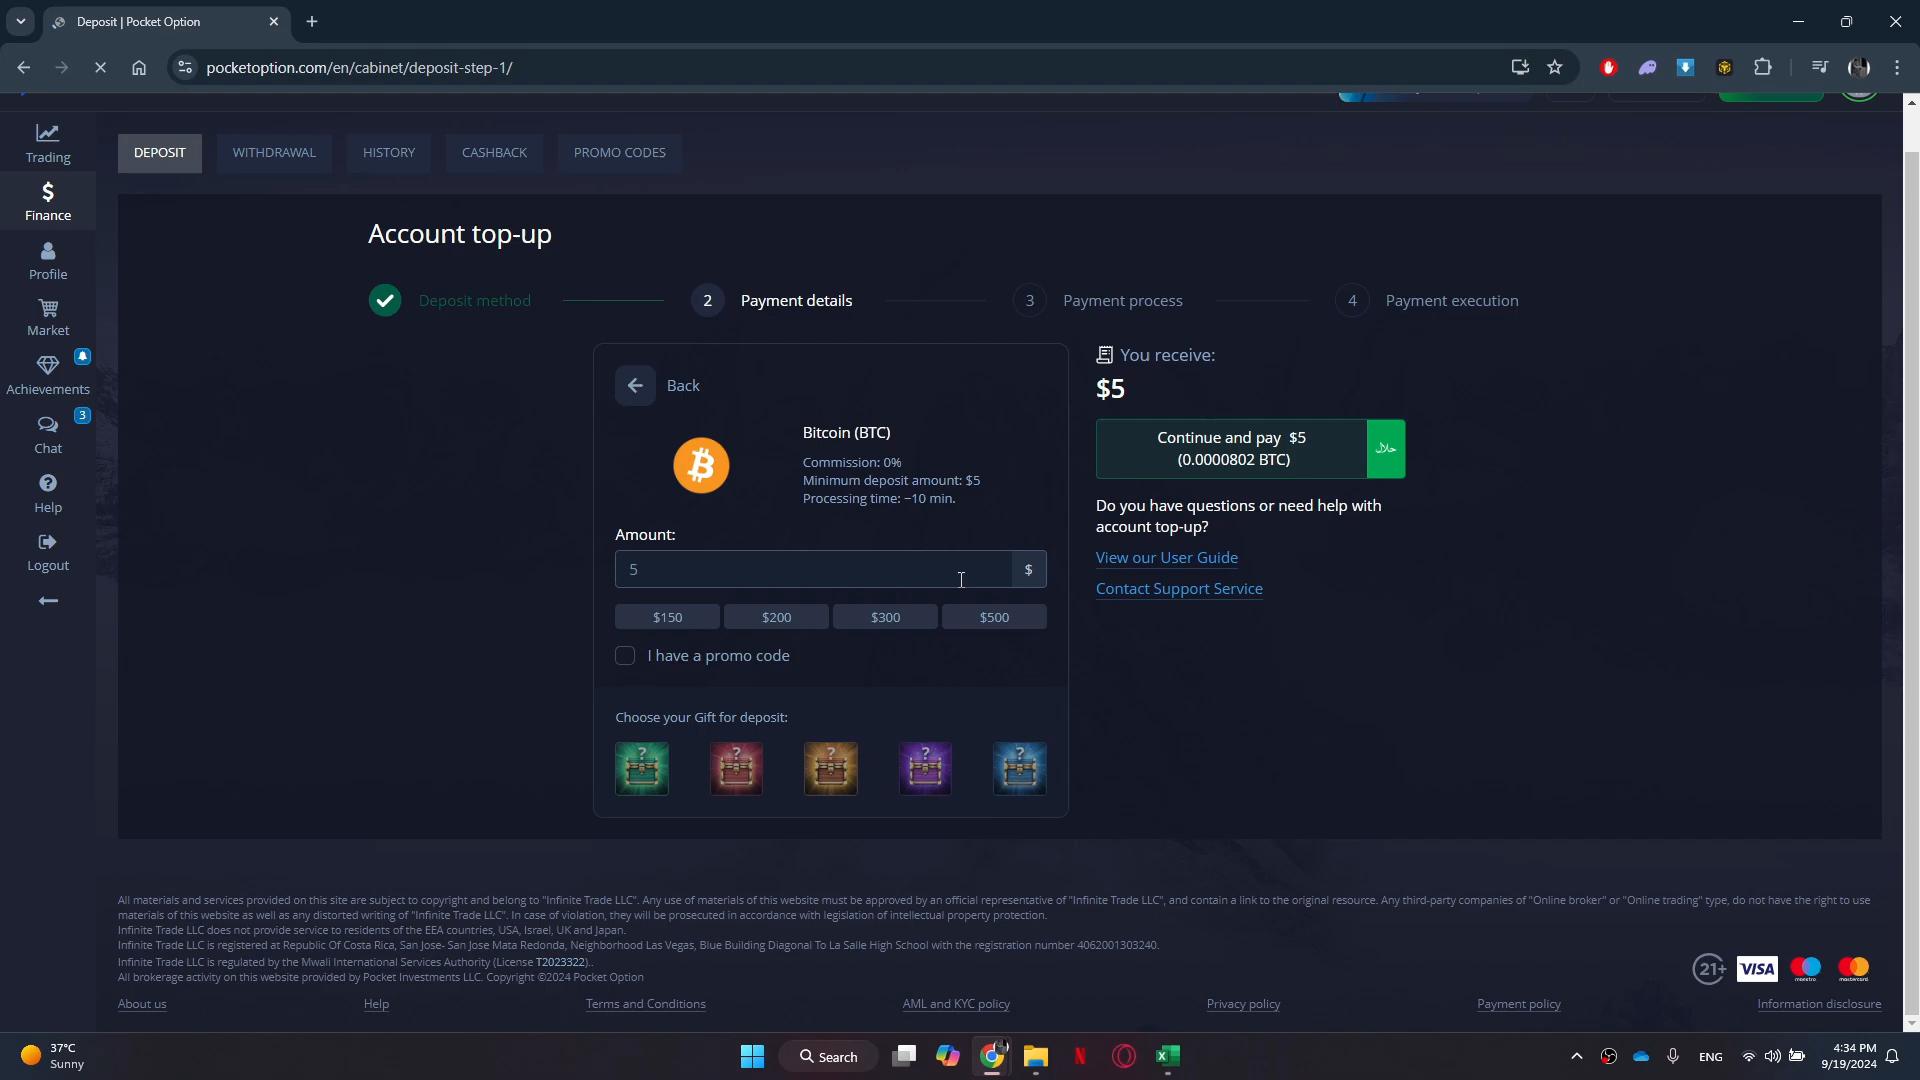 Deposit | Pocket Option
pocketoption.com/en/cabinet/deposit-step-1/
Trading
Finance
Profile
Market
Achievements
3
Chat
Help
Logout
DEPOSIT
WITHDRAWAL
HISTORY
CASHBACK
PROMO CODES
Account top-up
Deposit method
2
Payment details
3
Payment process
4
Payment execution
Back
Bitcoin (BTC)
Commission: 0%
Minimum deposit amount: $5
Processing time: ~10 min.
Amount:
5
$
$150
$200
$300
$500
I have a promo code
Choose your Gift for deposit:
? ? ? ? ?
You receive:
$5
Continue and pay $5
(0.0000802 BTC)
حلال
Do you have questions or need help with
account top-up?
View our User Guide
Contact Support Service
All materials and services provided on this site are subject to copyright and belong to "Infinite Trade LLC". Any use of materials of this website must be approved by an official representative of "Infinite Trade LLC", and contain a link to the original resource. Any third-party companies of "Online broker" or "Online trading" type, do not have the right to use
materials of this website as well as any distorted writing of "Infinite Trade LLC". In case of violation, they will be prosecuted in accordance with legislation of intellectual property protection.
Infinite Trade LLC does not provide service to residents of the EEA countries, USA, Israel, UK and Japan.
Infinite Trade LLC is registered at Republic Of Costa Rica, San Jose- San Jose Mata Redonda, Neighborhood Las Vegas, Blue Building Diagonal To La Salle High School with the registration number 4062001303240.
Infinite Trade LLC is regulated by the Mwali International Services Authority (License T2023322)..
All brokerage activity on this website provided by Pocket Investments LLC. Copyright ©2024 Pocket Option
21+
VISA
maestro
mastercard
About us
Help
Terms and Conditions
AML and KYC policy
Privacy policy
Payment policy
Information disclosure
37°C
Sunny
Search
ENG
4:34 PM
9/19/2024